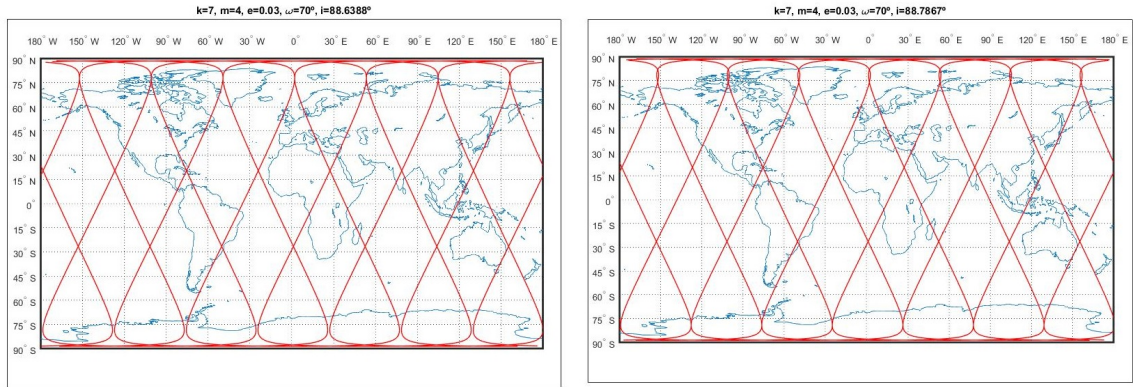 k=7, m=4, e=0.03, ω=70º, i=88.6388º
180° W 150° W 120° W 90° W 60° W 30° W 0° 30° E 60° E 90° E 120° E 150° E 180° E
90° N
75° N
60° N
45° N
30° N
15° N
0°
15° S
30° S
45° S
60° S
75° S
90° S
k=7, m=4, e=0.03, ω=70º, i=88.7867º
180° W 150° W 120° W 90° W 60° W 30° W 0° 30° E 60° E 90° E 120° E 150° E 180° E
90° N
75° N
60° N
45° N
30° N
15° N
0°
15° S
30° S
45° S
60° S
75° S
90° S